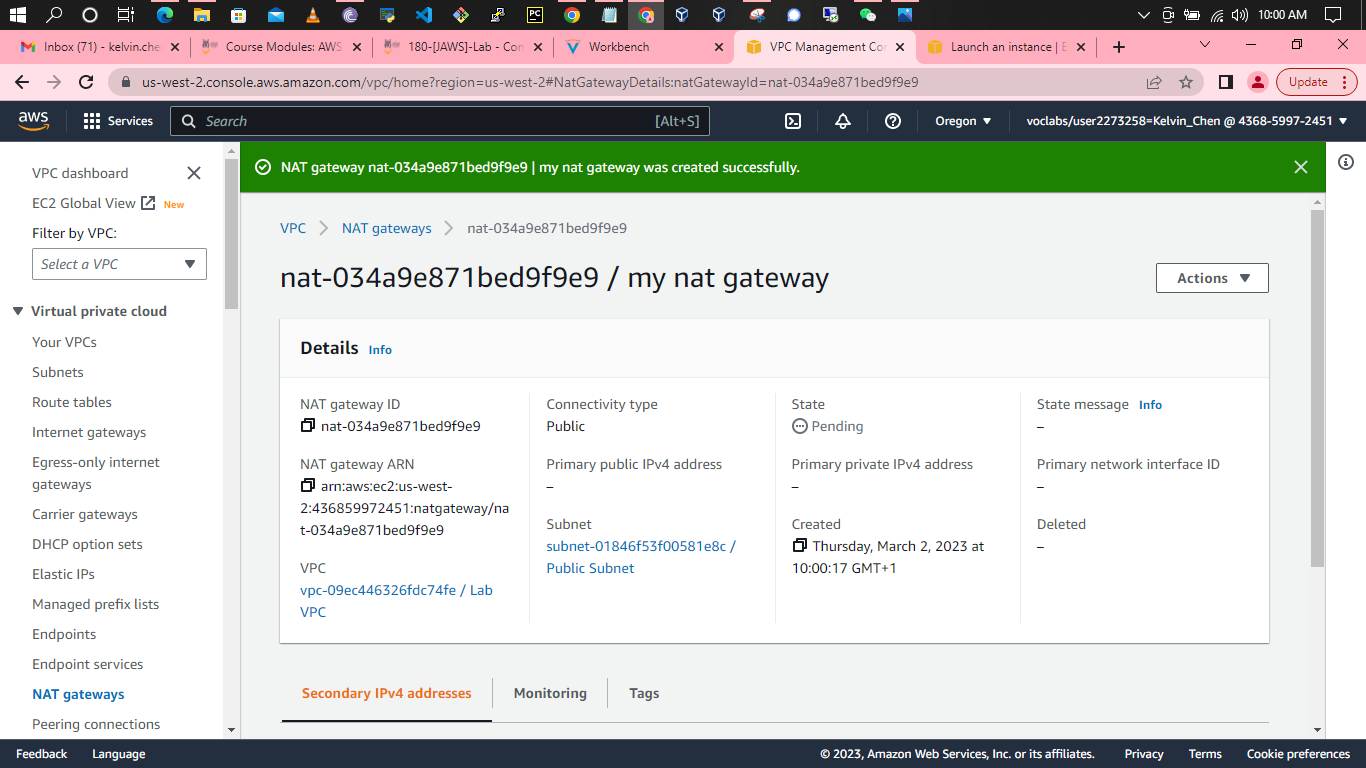 10:00 AM
Inbox (71) - kelvin.che
Course Modules: AWS
180-[JAWS]-Lab - Con
Workbench
VPC Management Con
Launch an instance | E
us-west-2.console.aws.amazon.com/vpc/home?region=us-west-2#NatGatewayDetails:natGatewayId=nat-034a9e871bed9f9e9
Update
aws
Services
Search
[Alt+S]
Oregon
voclabs/user2273258=Kelvin_Chen @ 4368-5997-2451
VPC dashboard
EC2 Global View
New
Filter by VPC:
Select a VPC
Virtual private cloud
Your VPCs
Subnets
Route tables
Internet gateways
Egress-only internet
gateways
Carrier gateways
DHCP option sets
Elastic IPs
Managed prefix lists
Endpoints
Endpoint services
NAT gateways
Peering connections
NAT gateway nat-034a9e871bed9f9e9 | my nat gateway was created successfully.
VPC
NAT gateways
nat-034a9e871bed9f9e9
nat-034a9e871bed9f9e9 / my nat gateway
Actions
Details
Info
NAT gateway ID
nat-034a9e871bed9f9e9
NAT gateway ARN
arn:aws:ec2:us-west-
2:436859972451:natgateway/na
t-034a9e871bed9f9e9
VPC
vpc-09ec446326fdc74fe / Lab
VPC
Connectivity type
Public
Primary public IPv4 address
–
Subnet
subnet-01846f53f00581e8c /
Public Subnet
State
Pending
Primary private IPv4 address
–
Created
Thursday, March 2, 2023 at
10:00:17 GMT+1
State message
Info
–
Primary network interface ID
–
Deleted
–
Secondary IPv4 addresses
Monitoring
Tags
Feedback
Language
© 2023, Amazon Web Services, Inc. or its affiliates.
Privacy
Terms
Cookie preferences